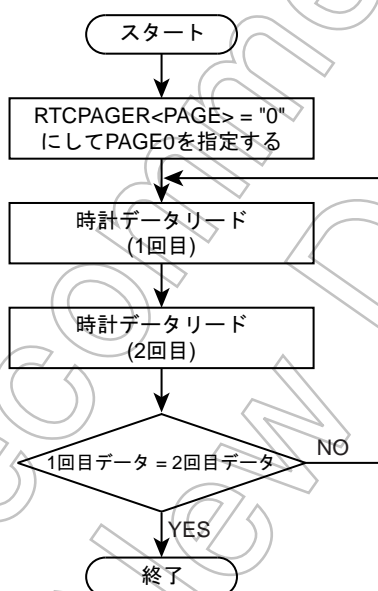 スタート
RTCPAGER<PAGE> = "0"
にしてPAGE0を指定する
時計データリード
(1回目)
時計データリード
(2回目)
1回目データ = 2回目データ
NO
YES
終了